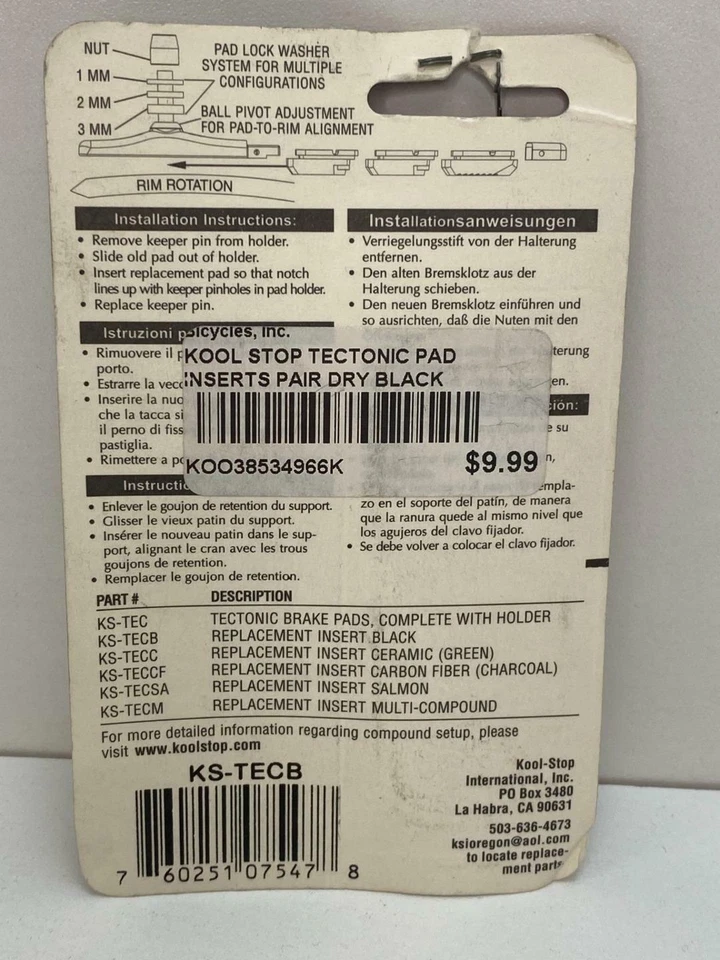 NUT
PAD LOCK WASHER
SYSTEM FOR MULTIPLE
CONFIGURATIONS
1 MM
2 MM
3 MM
BALL PIVOT ADJUSTMENT
FOR PAD-TO-RIM ALIGNMENT
RIM ROTATION
Installation Instructions:
• Remove keeper pin from holder.
• Slide old pad out of holder.
• Insert replacement pad so that notch
lines up with keeper pinholes in pad holder.
• Replace keeper pin.
Installationsanweisungen
• Verriegelungsstift von der Halterung
entfernen.
• Den alten Bremsklotz aus der
Halterung schieben.
• Den neuen Bremsklotz einführen und
so ausrichten, daß die Nuten mit den
Istruzioni
• Rimuovere il
porto.
• Estrarre la
• Inserire la
che la tacca si
il perno di
pastiglia.
• Rimettere a
Bicycles, Inc.
KOOL STOP TECTONIC PAD
INSERTS PAIR DRY BLACK
KOO38534966K
$9.99
• Enlever le goujon de retention du support.
• Glisser le vieux patin du support.
• Insérer le nouveau patin dans le sup-
port, alignant le cran avec les trous
goujons de retention.
• Remplacer le goujon de retention.
zo en el soporte del patín, de manera
que la ranura quede al mismo nivel que
los agujeros del clavo fijador.
• Se debe volver a colocar el clavo fijador.
PART # DESCRIPTION
KS-TEC TECTONIC BRAKE PADS, COMPLETE WITH HOLDER
KS-TECB REPLACEMENT INSERT BLACK
KS-TECC REPLACEMENT INSERT CERAMIC (GREEN)
KS-TECCF REPLACEMENT INSERT CARBON FIBER (CHARCOAL)
KS-TECSA REPLACEMENT INSERT SALMON
KS-TECM REPLACEMENT INSERT MULTI-COMPOUND
For more detailed information regarding compound setup, please
visit www.koolstop.com
KS-TECB
7 60251 07547 8
Kool-Stop
International, Inc.
PO Box 3480
La Habra, CA 90631
503-636-4673
ksioregon@aol.com
to locate replace-
ment parts